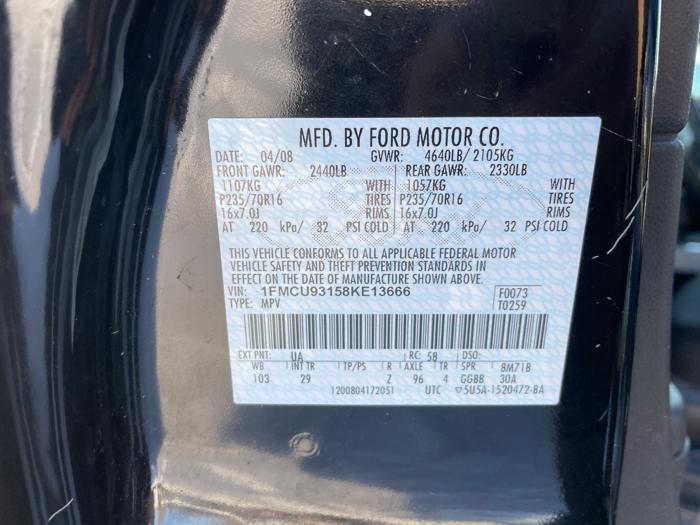 MFD. BY FORD MOTOR CO.
DATE: 04/08 GVWR: 4640LB/ 2105KG
FRONT GAWR: 2440LB REAR GAWR: 2330LB
1107KG WITH 1057KG WITH
P235/70R16 TIRES P235/70R16 TIRES
16x7.0J RIMS 16x7.0J RIMS
AT 220 kPa/ 32 PSI COLD AT 220 kPa/ 32 PSI COLD
THIS VEHICLE CONFORMS TO ALL APPLICABLE FEDERAL MOTOR
VEHICLE SAFETY AND THEFT PREVENTION STANDARDS IN
EFFECT ON THE DATE OF MANUFACTURE SHOWN ABOVE.
VIN: 1FMCU93158KE13666 F0073
TYPE: MPV T0259
EXT PNT: UA RC: 58 DSO:
WB INT TR TP/PS R AXLE TR SPR 8M71B
103 29 Z 96 4 GGBB 30A
1200804172051 UTC ▽5U5A-1520472-BA